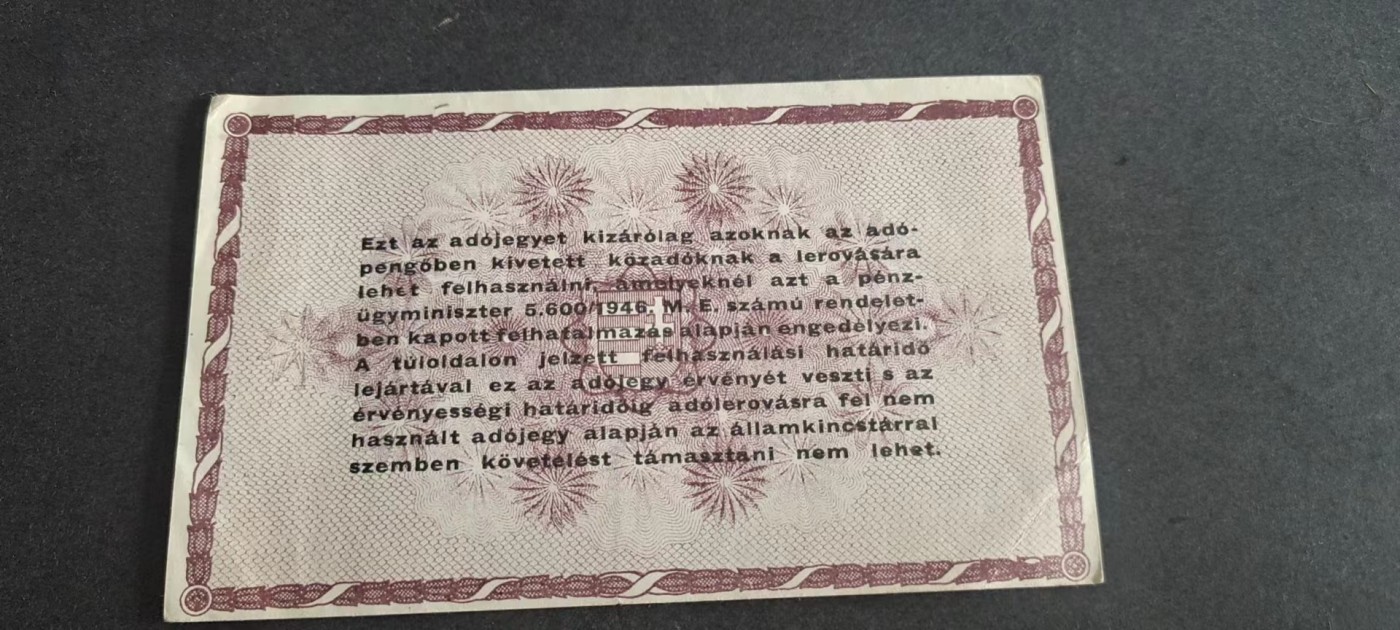 Ezt az adójegyet kizárólag azoknak az adó-
pengőben kivetett közadóknak a lerovására
lehet felhasználni, amelyeknél azt a pénz-
ügyminiszter 5.600/1946. M. E. számú rendelet-
ben kapott felhatalmazás alapján engedélyezi.
A túloldalon jelzett felhasználási határidő
lejártával ez az adójegy érvényét veszti s az
érvényességi határidőig adólerovásra fel nem
használt adójegy alapján az államkincstárral
szemben követelést támasztani nem lehet.